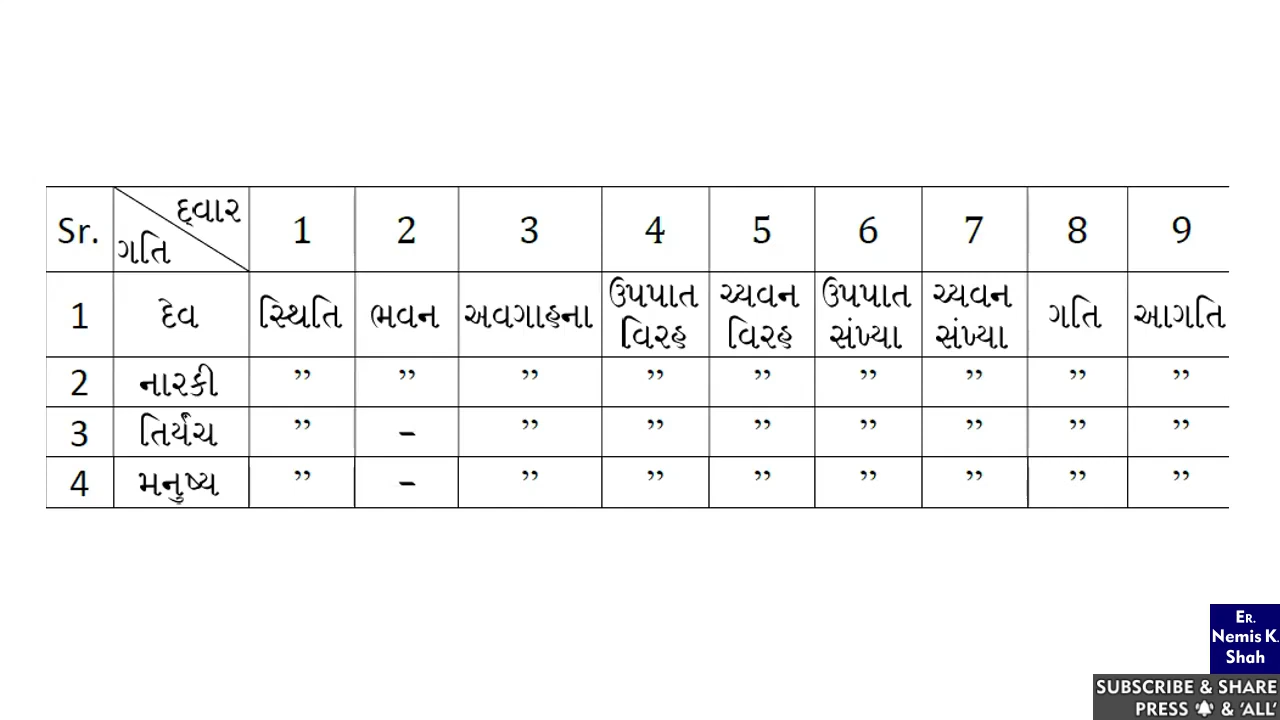 Sr. ગતિ દ્વાર 1 2 3 4 5 6 7 8 9
1 દેવ સ્થિતિ ભવન અવગાહના ઉપપાત વિરહ ચ્યવન વિરહ ઉપપાત સંખ્યા ચ્યવન સંખ્યા ગતિ આગતિ
2 નારકી ” ” ” ” ” ” ” ” ”
3 તિર્યંચ ” - ” ” ” ” ” ” ”
4 મનુષ્ય ” - ” ” ” ” ” ” ”
ER.
Nemis K.
Shah
SUBSCRIBE & SHARE
PRESS & ‘ALL’